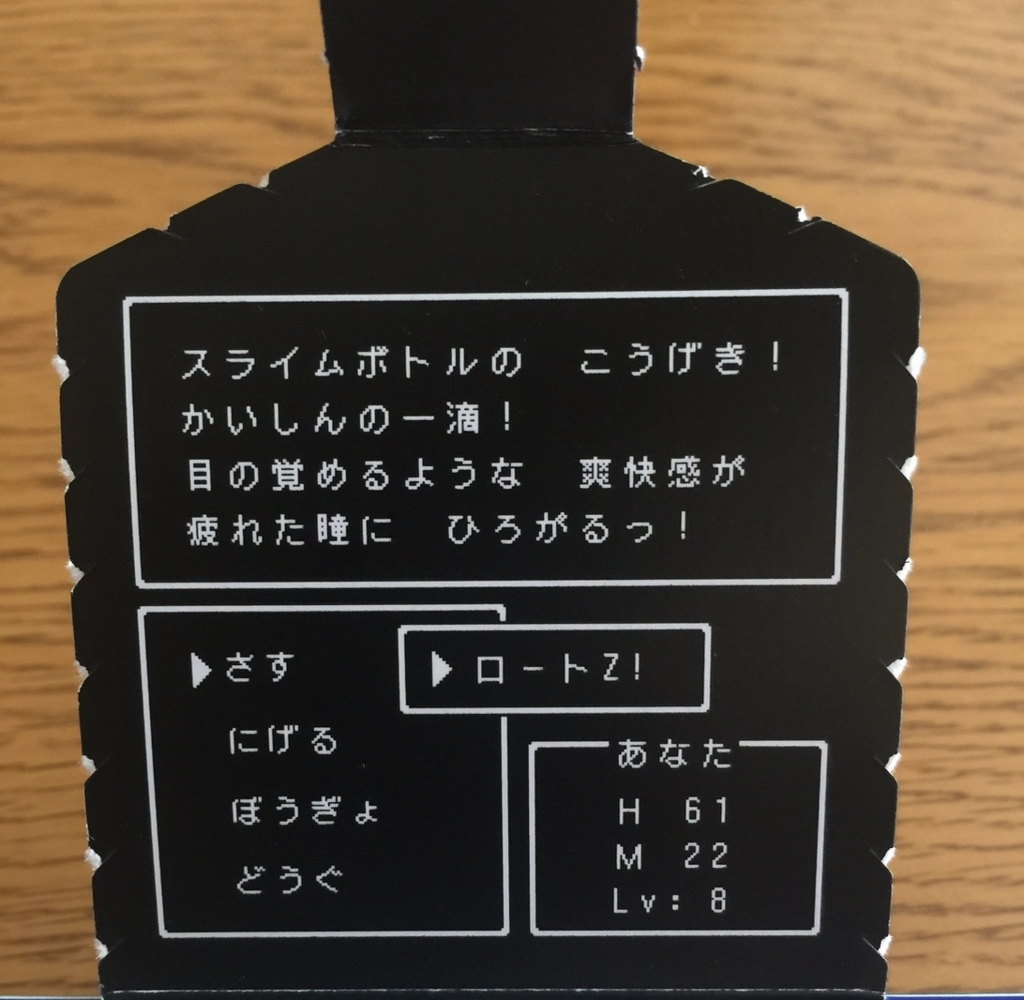 スライムボトルの　こうげき！
かいしんの一滴！
目の覚めるような　爽快感が
疲れた瞳に　ひろがるっ！
▶さす
▶ロートZ!
にげる
ぼうぎょ
どうぐ
あなた
H 61
M 22
Lv: 8